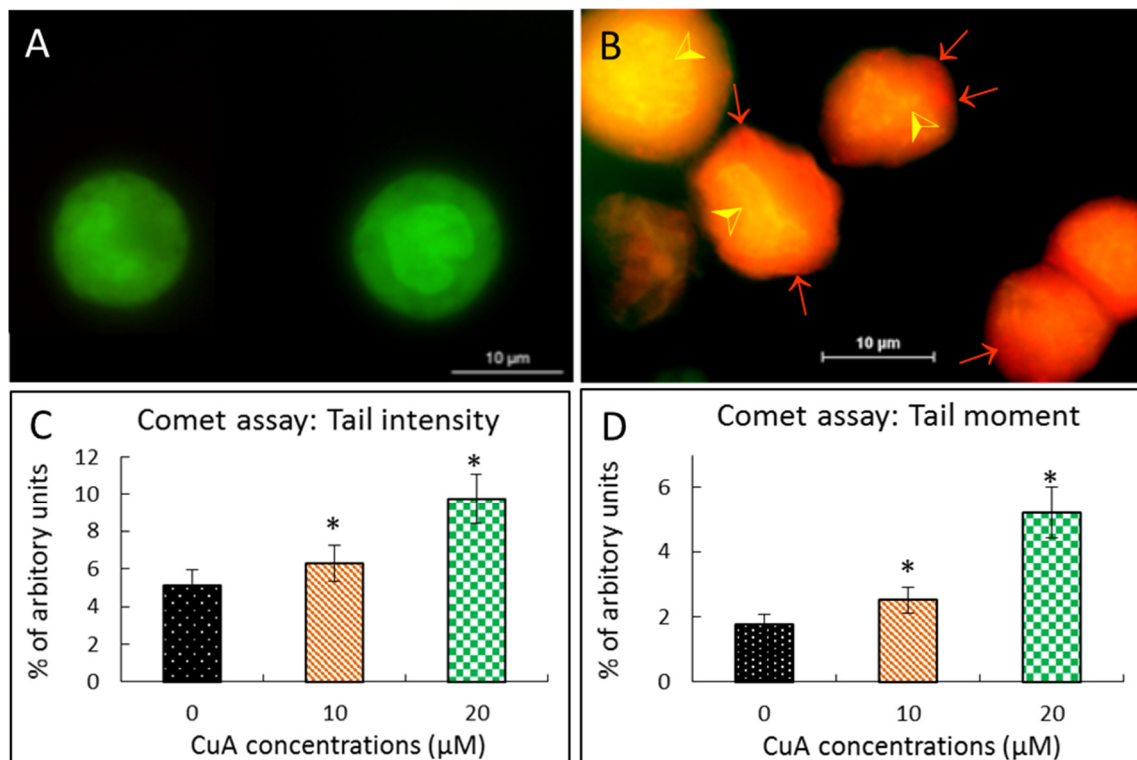 A
10 µm
B
10 µm
C
Comet assay: Tail intensity
% of arbitory units
12
10
8
6
4
2
0
*
*
0 10 20
CuA concentrations (µM)
D
Comet assay: Tail moment
% of arbitory units
6
4
2
0
*
*
0 10 20
CuA concentrations (µM)